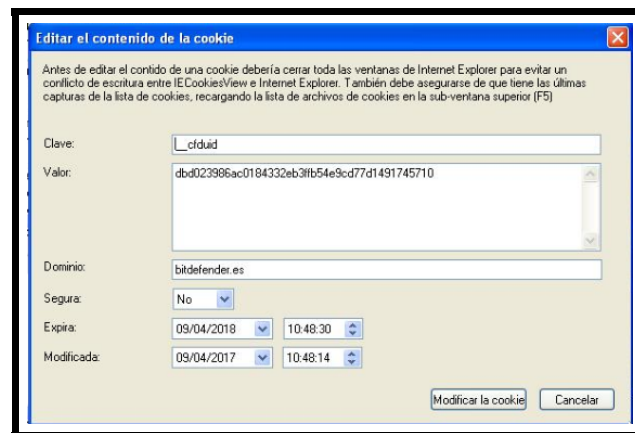 Editar el contenido de la cookie
Antes de editar el contido de una cookie debería cerrar toda las ventanas de Internet Explorer para evitar un
conflicto de escritura entre IECookiesView e Internet Explorer. También debe asegurarse de que tiene las últimas
capturas de la lista de cookies, recargando la lista de archivos de cookies en la sub-ventana superior (F5)
Clave: __cfduid
Valor: dbd023986ac0184332eb3ffb54e9cd77d1491745710
Dominio: bitdefender.es
Segura: No
Expira: 09/04/2018 10:48:30
Modificada: 09/04/2017 10:48:14
Modificar la cookie Cancelar